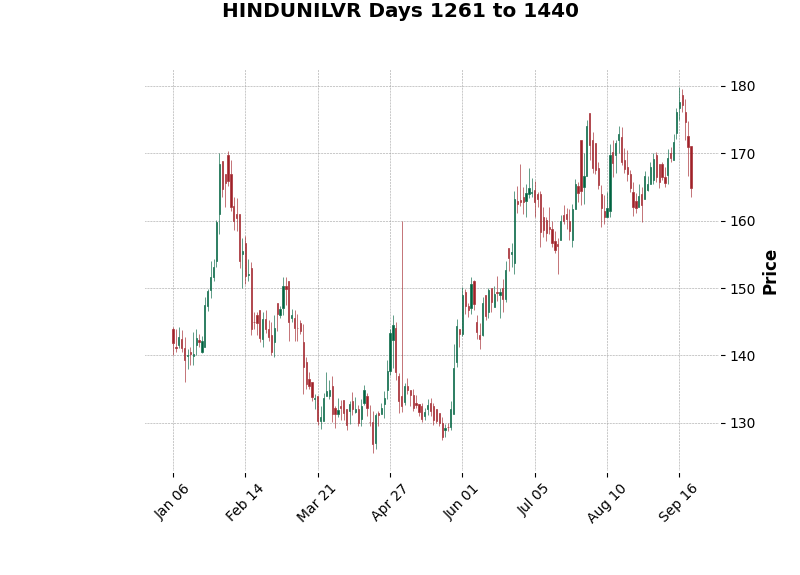 HINDUNILVR Days 1261 to 1440
180
170
160
150
140
130
Price
Jan 06
Feb 14
Mar 21
Apr 27
Jun 01
Jul 05
Aug 10
Sep 16